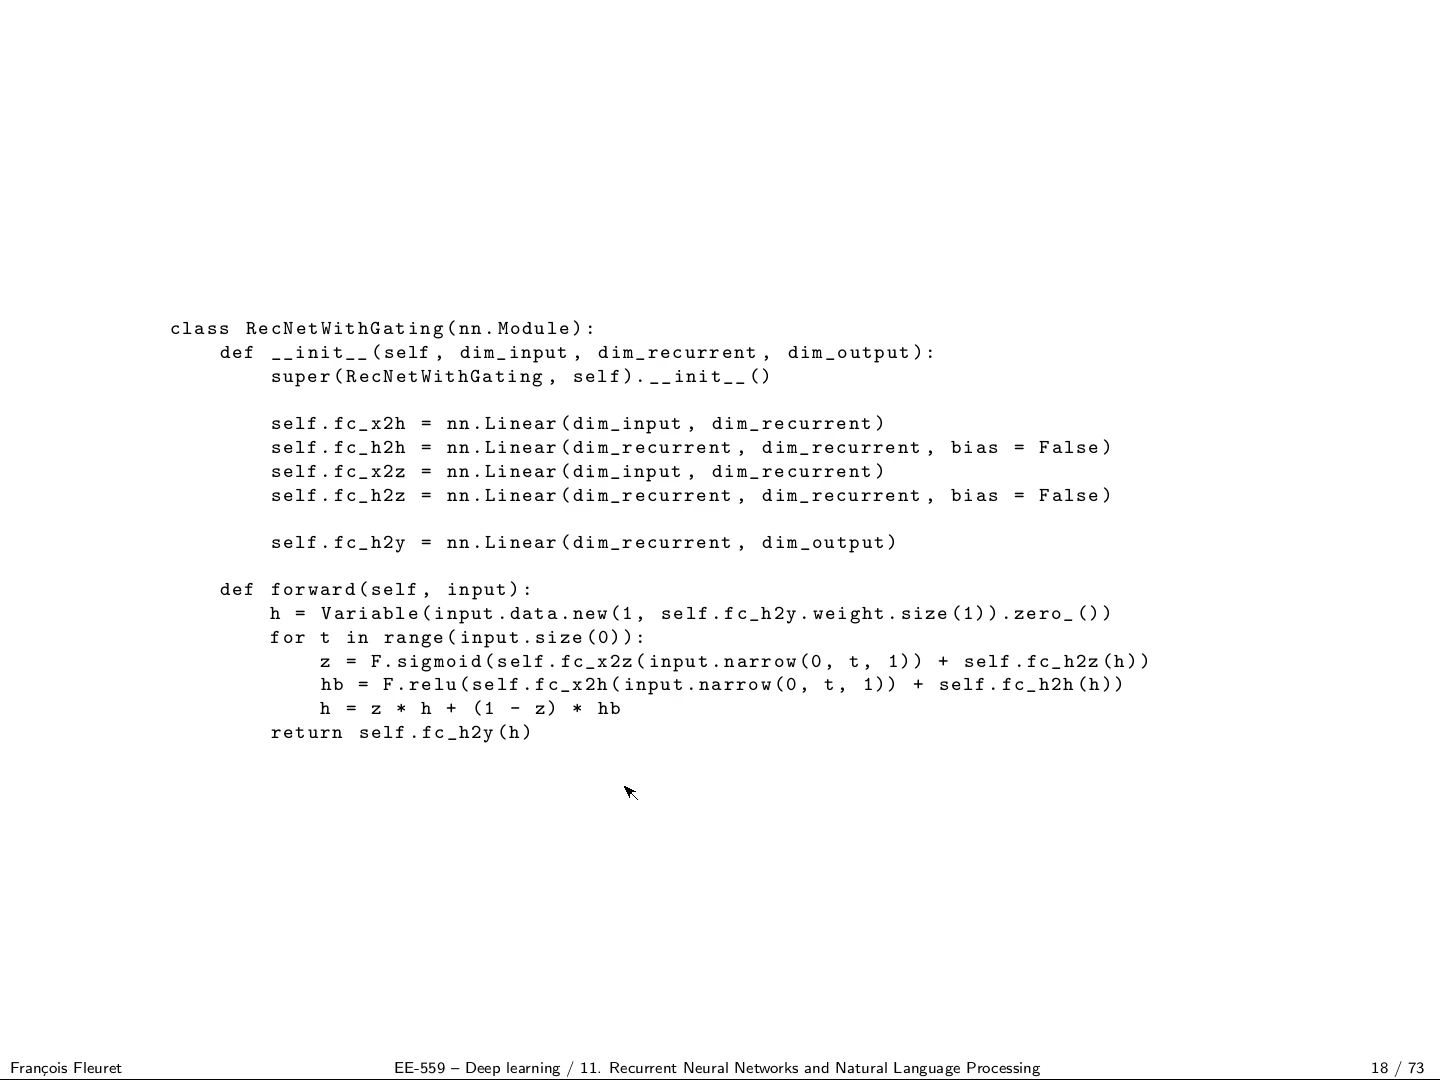 class RecNetWithGating(nn.Module):
    def __init__(self, dim_input, dim_recurrent, dim_output):
        super(RecNetWithGating, self).__init__()

        self.fc_x2h = nn.Linear(dim_input, dim_recurrent)
        self.fc_h2h = nn.Linear(dim_recurrent, dim_recurrent, bias = False)
        self.fc_x2z = nn.Linear(dim_input, dim_recurrent)
        self.fc_h2z = nn.Linear(dim_recurrent, dim_recurrent, bias = False)

        self.fc_h2y = nn.Linear(dim_recurrent, dim_output)

    def forward(self, input):
        h = Variable(input.data.new(1, self.fc_h2y.weight.size(1)).zero_())
        for t in range(input.size(0)):
            z = F.sigmoid(self.fc_x2z(input.narrow(0, t, 1)) + self.fc_h2z(h))
            hb = F.relu(self.fc_x2h(input.narrow(0, t, 1)) + self.fc_h2h(h))
            h = z * h + (1 - z) * hb
        return self.fc_h2y(h)
François Fleuret EE-559 – Deep learning / 11. Recurrent Neural Networks and Natural Language Processing 18 / 73